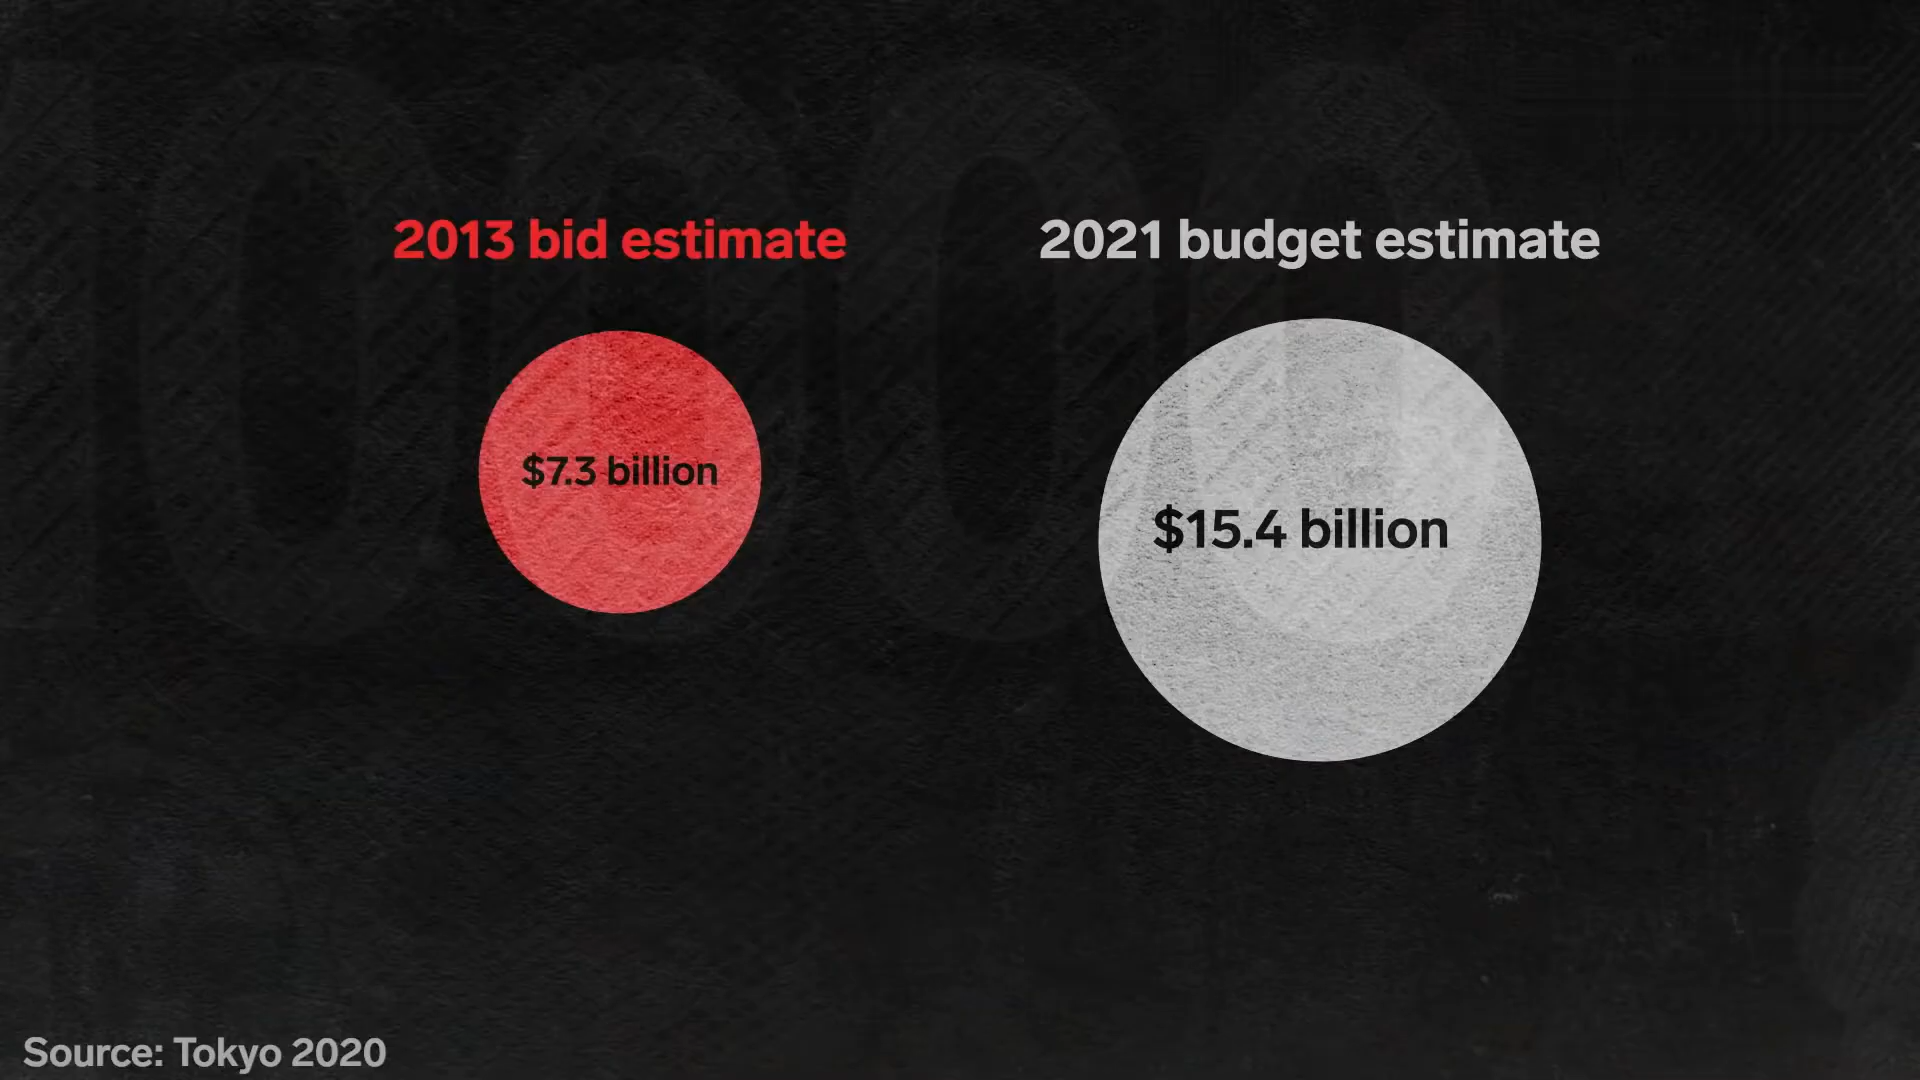 2013 bid estimate
2021 budget estimate
$7.3 billion
$15.4 billion
Source: Tokyo 2020